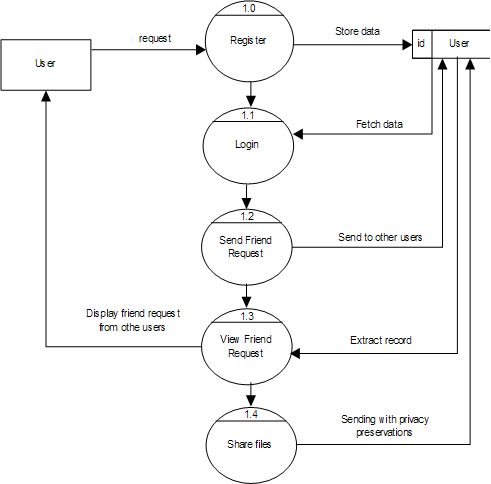 1.0
request
Register
Store data
id
User
User
1.1
Fetch data
Login
1.2
Send Friend
Request
Send to other users
Display friend request
from othe users
1.3
View Friend
Request
Extract record
1.4
Share files
Sending with privacy
preservations